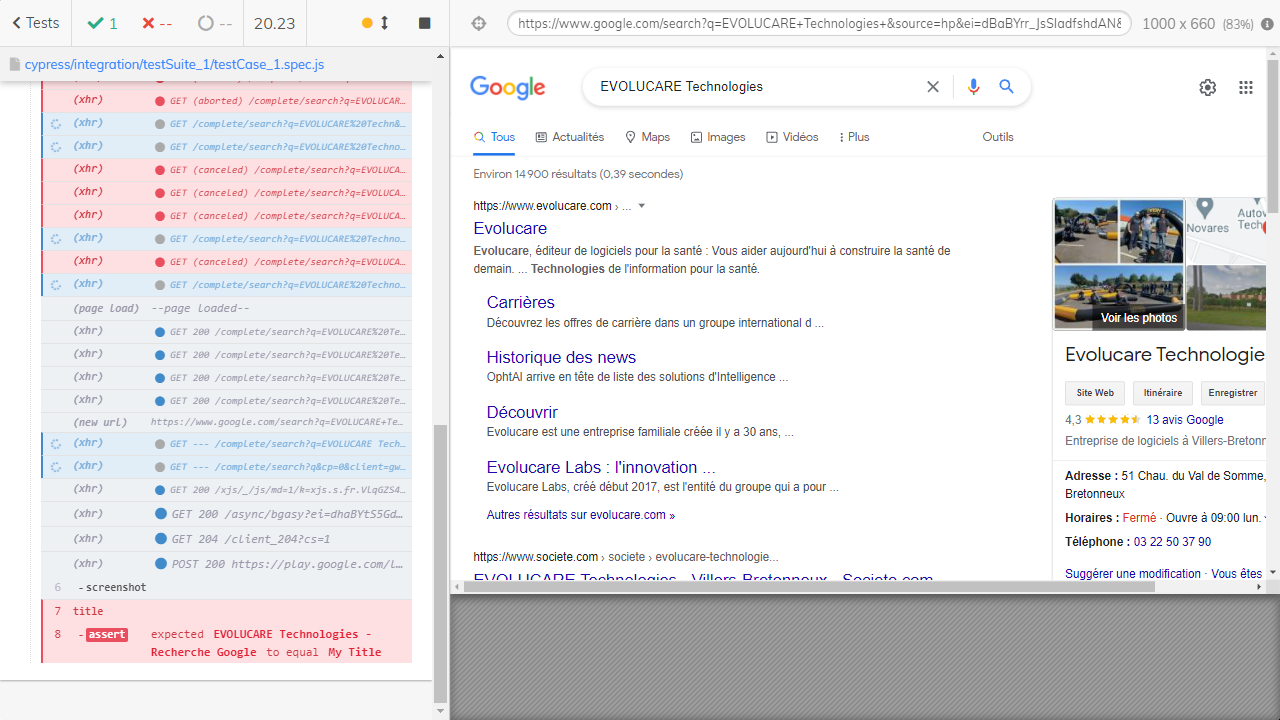 Tests
1
--
--
20.23
https://www.google.com/search?q=EVOLUCARE+Technologies+&source=hp&ei=dBaBYrr_JsSladfshdAN&
1000 x 660 (83%)
cypress/integration/testSuite_1/testCase_1.spec.js
(xhr) GET (aborted) /complete/search?q=EVOLUCAR…
(xhr) GET /complete/search?q=EVOLUCARE%20Techn&…
(xhr) GET /complete/search?q=EVOLUCARE%20Techno…
(xhr) GET (canceled) /complete/search?q=EVOLUCA…
(xhr) GET (canceled) /complete/search?q=EVOLUCA…
(xhr) GET (canceled) /complete/search?q=EVOLUCA…
(xhr) GET /complete/search?q=EVOLUCARE%20Techno…
(xhr) GET (canceled) /complete/search?q=EVOLUCA…
(xhr) GET /complete/search?q=EVOLUCARE%20Techno…
(page load) --page loaded--
(xhr) GET 200 /complete/search?q=EVOLUCARE%20Te…
(xhr) GET 200 /complete/search?q=EVOLUCARE%20Te…
(xhr) GET 200 /complete/search?q=EVOLUCARE%20Te…
(xhr) GET 200 /complete/search?q=EVOLUCARE%20Te…
(new url) https://www.google.com/search?q=EVOLUCARE+Te…
(xhr) GET --- /complete/search?q=EVOLUCARE Tech…
(xhr) GET --- /complete/search?q&cp=0&client=gw…
(xhr) GET 200 /xjs/_/js/md=1/k=xjs.s.fr.VLqGZS4…
(xhr) GET 200 /async/bgasy?ei=dhaBYtS5Gd…
(xhr) GET 204 /client_204?cs=1
(xhr) POST 200 https://play.google.com/l…
6 -screenshot
7 title
8 -assert expected EVOLUCARE Technologies -
Recherche Google to equal My Title
Google
EVOLUCARE Technologies
Tous
Actualités
Maps
Images
Vidéos
Plus
Outils
Environ 14 900 résultats (0,39 secondes)
https://www.evolucare.com › ...
Evolucare
Evolucare, éditeur de logiciels pour la santé : Vous aider aujourd'hui à construire la santé de
demain. ... Technologies de l'information pour la santé.
Carrières
Découvrez les offres de carrière dans un groupe international d ...
Historique des news
OphtAI arrive en tête de liste des solutions d'Intelligence ...
Découvrir
Evolucare est une entreprise familiale créée il y a 30 ans, ...
Evolucare Labs : l'innovation ...
Evolucare Labs, créé début 2017, est l'entité du groupe qui a pour ...
Autres résultats sur evolucare.com »
https://www.societe.com › societe › evolucare-technologie...
EVOLUCARE Technologies - Villers-Bretonneux - Societe.com
Novares
Autov
Tech
Voir les photos
Evolucare Technologie
Site Web
Itinéraire
Enregistrer
4,3 13 avis Google
Entreprise de logiciels à Villers-Bretonn
Adresse : 51 Chau. du Val de Somme,
Bretonneux
Horaires : Fermé · Ouvre à 09:00 lun.
Téléphone : 03 22 50 37 90
Suggérer une modification · Vous êtes